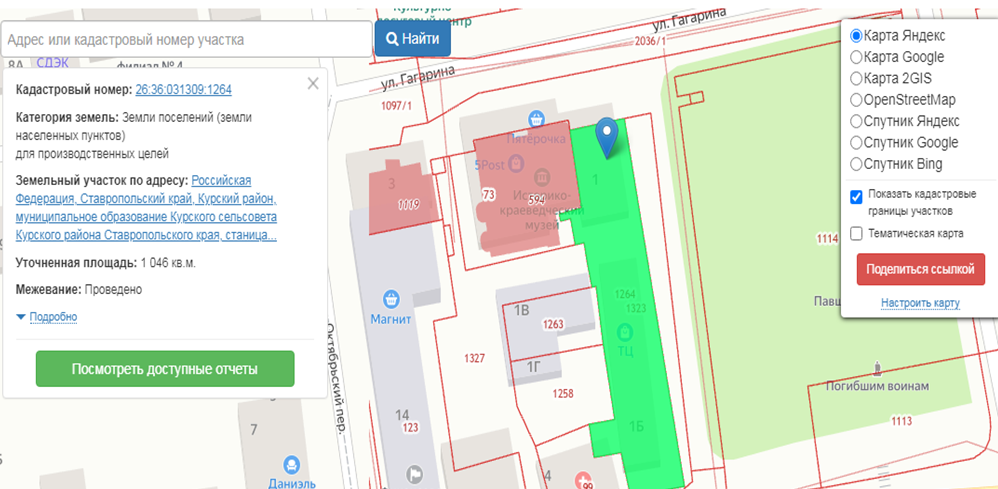 Культурно-
досуговый центр
Адрес или кадастровый номер участка
Найти
8А
СДЭК
филиал № 4
ул. Гагарина
2036/1
ул. Гагарина
1097/1
Кадастровый номер: 26:36:031309:1264
Категория земель: Земли поселений (земли
населенных пунктов)
для производственных целей
Земельный участок по адресу: Российская
Федерация, Ставропольский край, Курский район,
муниципальное образование Курского сельсовета
Курского района Ставропольского края, станица...
Уточненная площадь: 1 046 кв.м.
Межевание: Проведено
Подробно
Посмотреть доступные отчеты
Карта Яндекс
Карта Google
Карта 2GIS
OpenStreetMap
Спутник Яндекс
Спутник Google
Спутник Bing
Показать кадастровые
границы участков
Тематическая карта
Поделиться ссылкой
Настроить карту
Пятёрочка
5Post
Историко-
краеведческий
музей
3
1119
73
594
1
1114
Магнит
1264
1323
ТЦ
1В
1263
1Г
1327
1258
Октябрьский пер.
14
123
1Б
7
Даниэль
4
99
Павш
Погибшим воинам
1113